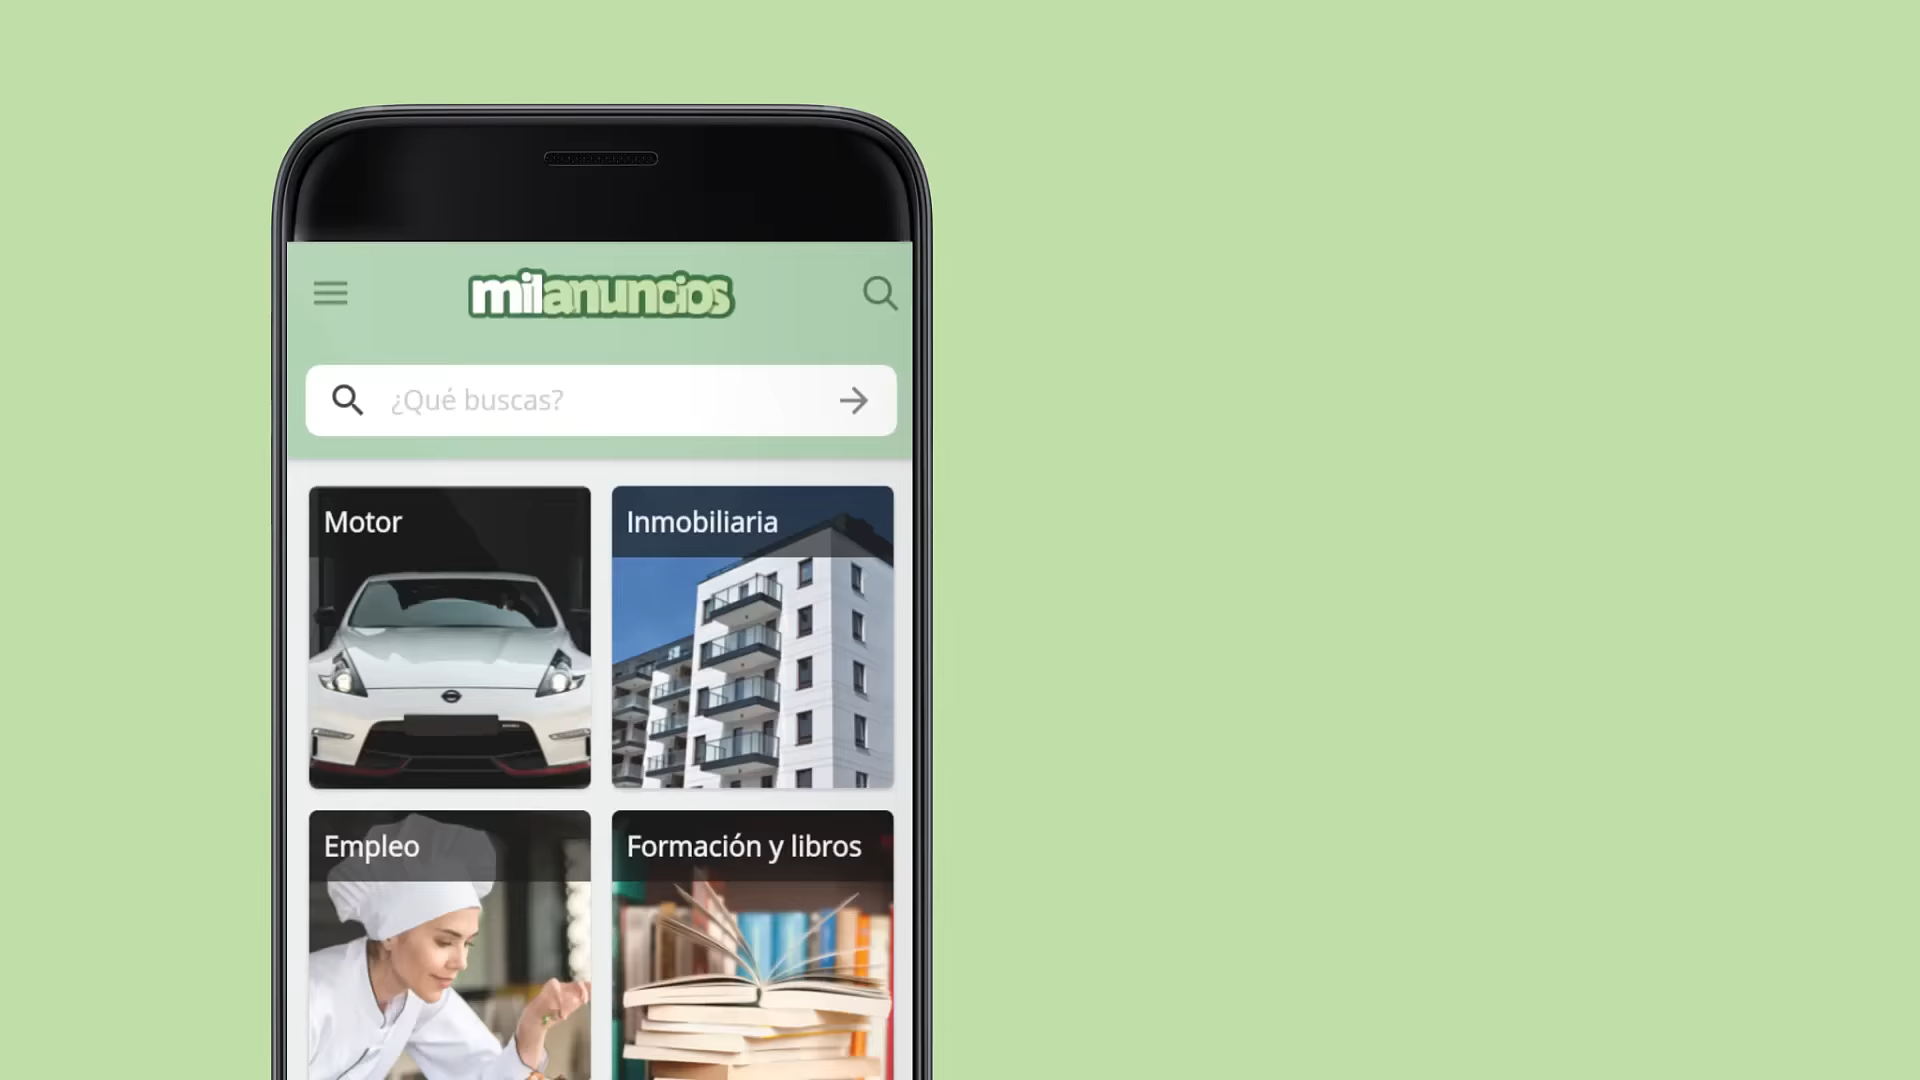 milanuncios
¿Qué buscas?
Motor
Inmobiliaria
Empleo
Formación y libros